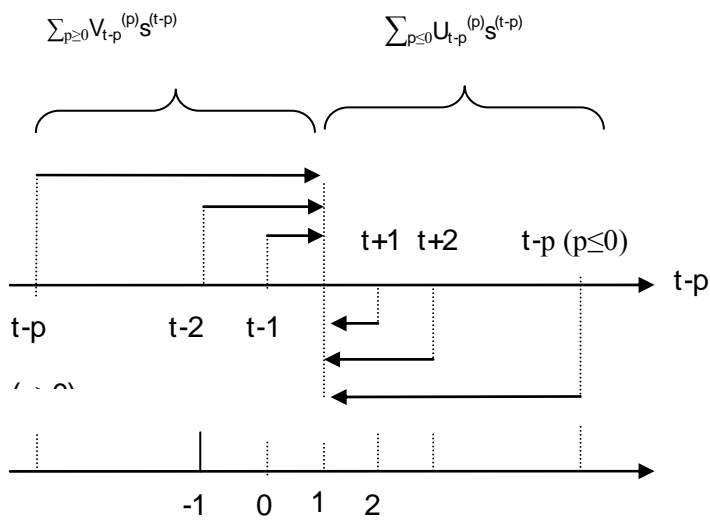 ∑p≥0Vt-p(p)s(t-p) ∑p≤0Ut-p(p)s(t-p)
t+1 t+2 t-p (p≤0)
t-p
t-p t-2 t-1
-1 0 1 2